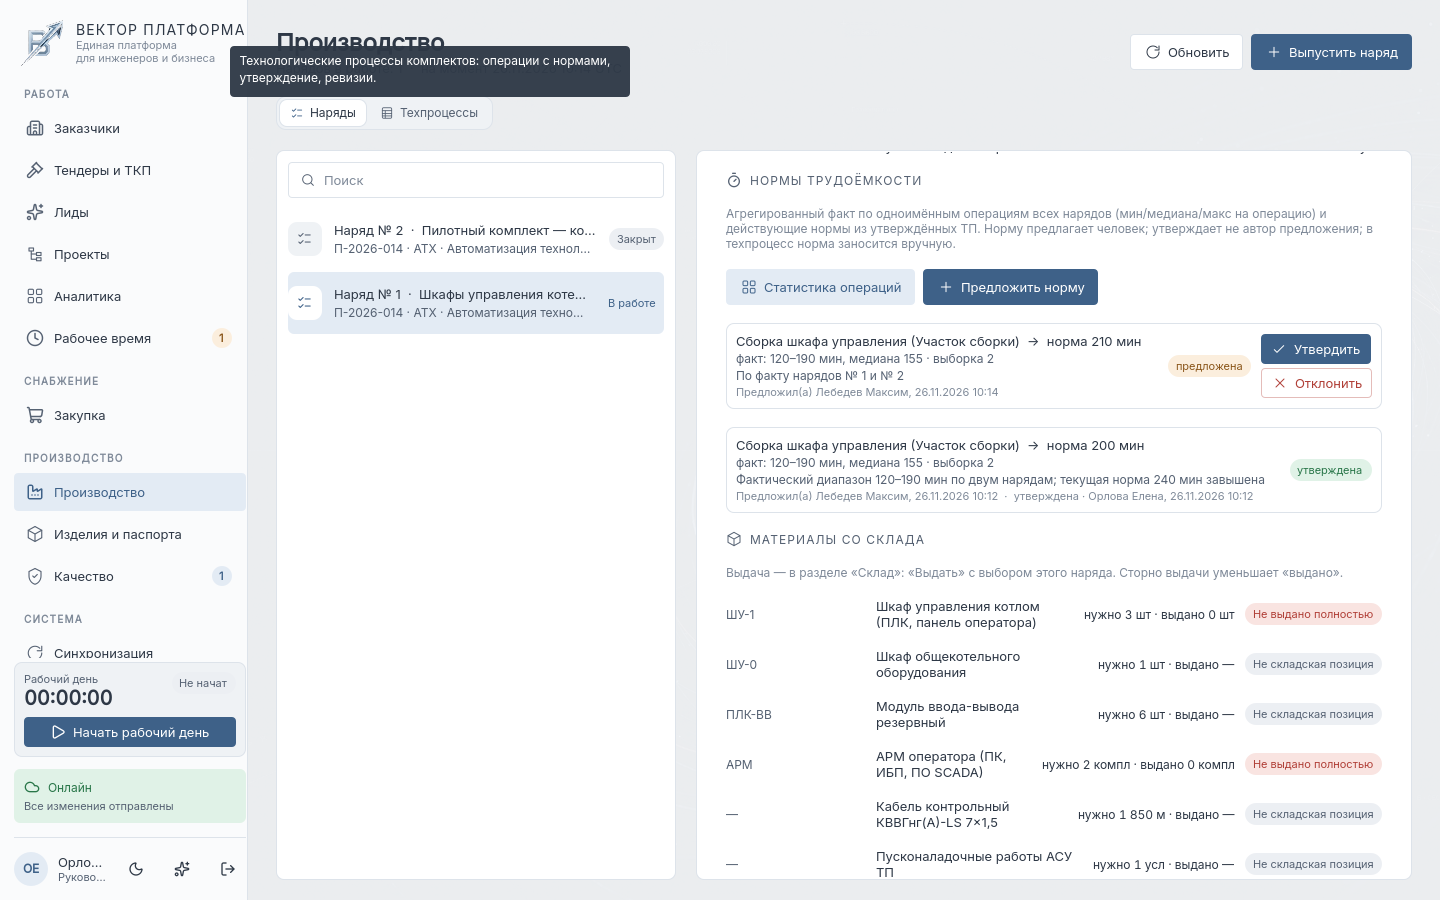 ВЕКТОР ПЛАТФОРМА
Единая платформа
для инженеров и бизнеса
РАБОТА
Заказчики
Тендеры и ТКП
Лиды
Проекты
Аналитика
Рабочее время
1
СНАБЖЕНИЕ
Закупка
ПРОИЗВОДСТВО
Производство
Изделия и паспорта
Качество
1
СИСТЕМА
Синхронизация
Рабочий день
Не начат
00:00:00
Начать рабочий день
Онлайн
Все изменения отправлены
ОЕ
Орло...
Руково...
Производство
Технологические процессы комплектов: операции с нормами,
утверждение, ревизии.
Обновить
Выпустить наряд
Наряды
Техпроцессы
Поиск
Наряд № 2 · Пилотный комплект — ко...
П-2026-014 · АТХ · Автоматизация технол...
Закрыт
Наряд № 1 · Шкафы управления коте...
П-2026-014 · АТХ · Автоматизация техно...
В работе
НОРМЫ ТРУДОЁМКОСТИ
Агрегированный факт по одноимённым операциям всех нарядов (мин/медиана/макс на операцию) и
действующие нормы из утверждённых ТП. Норму предлагает человек; утверждает не автор предложения; в
техпроцесс норма заносится вручную.
Статистика операций
Предложить норму
Сборка шкафа управления (Участок сборки) → норма 210 мин
факт: 120–190 мин, медиана 155 · выборка 2
По факту нарядов № 1 и № 2
Предложил(а) Лебедев Максим, 26.11.2026 10:14
предложена
Утвердить
Отклонить
Сборка шкафа управления (Участок сборки) → норма 200 мин
факт: 120–190 мин, медиана 155 · выборка 2
Фактический диапазон 120–190 мин по двум нарядам; текущая норма 240 мин завышена
Предложил(а) Лебедев Максим, 26.11.2026 10:12 · утверждена · Орлова Елена, 26.11.2026 10:12
утверждена
МАТЕРИАЛЫ СО СКЛАДА
Выдача — в разделе «Склад»: «Выдать» с выбором этого наряда. Сторно выдачи уменьшает «выдано».
ШУ-1
Шкаф управления котлом
(ПЛК, панель оператора)
нужно 3 шт · выдано 0 шт
Не выдано полностью
ШУ-0
Шкаф общекотельного
оборудования
нужно 1 шт · выдано —
Не складская позиция
ПЛК-ВВ
Модуль ввода-вывода
резервный
нужно 6 шт · выдано —
Не складская позиция
АРМ
АРМ оператора (ПК,
ИБП, ПО SCADA)
нужно 2 компл · выдано 0 компл
Не выдано полностью
—
Кабель контрольный
КВВГнг(А)-LS 7×1,5
нужно 1 850 м · выдано —
Не складская позиция
—
Пусконаладочные работы АСУ
ТП
нужно 1 усл · выдано —
Не складская позиция